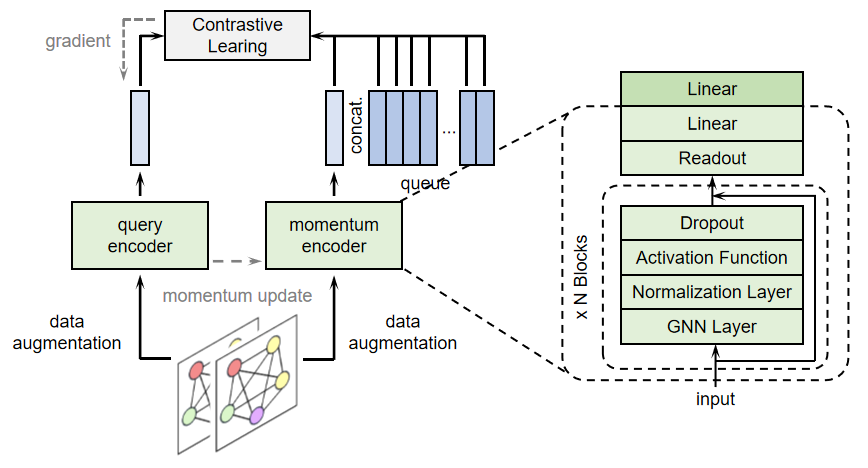 Contrastive
Learing
gradient
concat.
...
queue
query
encoder
momentum
encoder
momentum update
data
augmentation
data
augmentation
Linear
Linear
Readout
Dropout
Activation Function
Normalization Layer
GNN Layer
x N Blocks
input